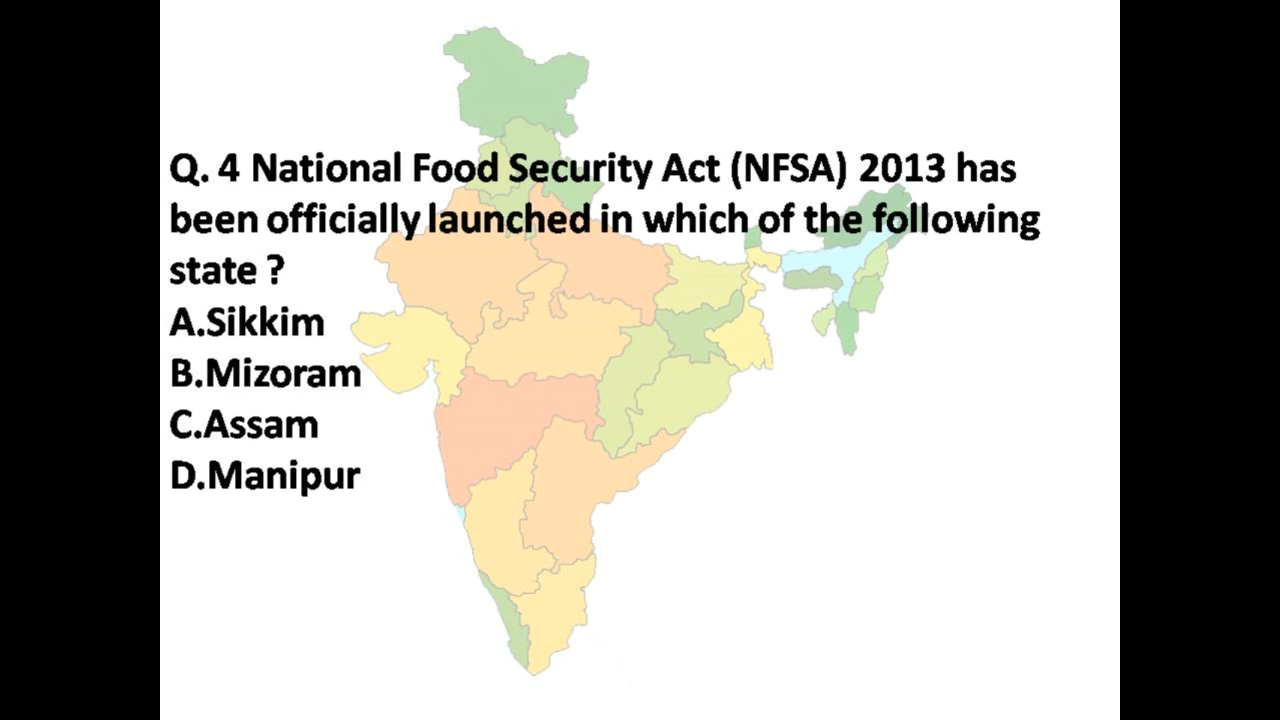 Q. 4 National Food Security Act (NFSA) 2013 has
been officially launched in which of the following
state ?
A.Sikkim
B.Mizoram
C.Assam
D.Manipur